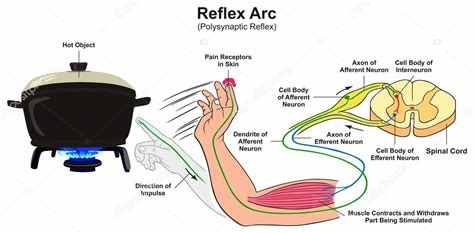 Reflex Arc
(Polysynaptic Reflex)
Hot Object
Pain Receptors
in Skin
Axon of
Afferent Neuron
Cell Body of
Interneuron
Cell Body
of Afferent
Neuron
Dendrite of
Afferent
Neuron
Axon of
Efferent Neuron
Cell Body of
Efferent Neuron
Spinal Cord
Direction of
Impulse
Muscle Contracts and Withdraws
Part Being Stimulated